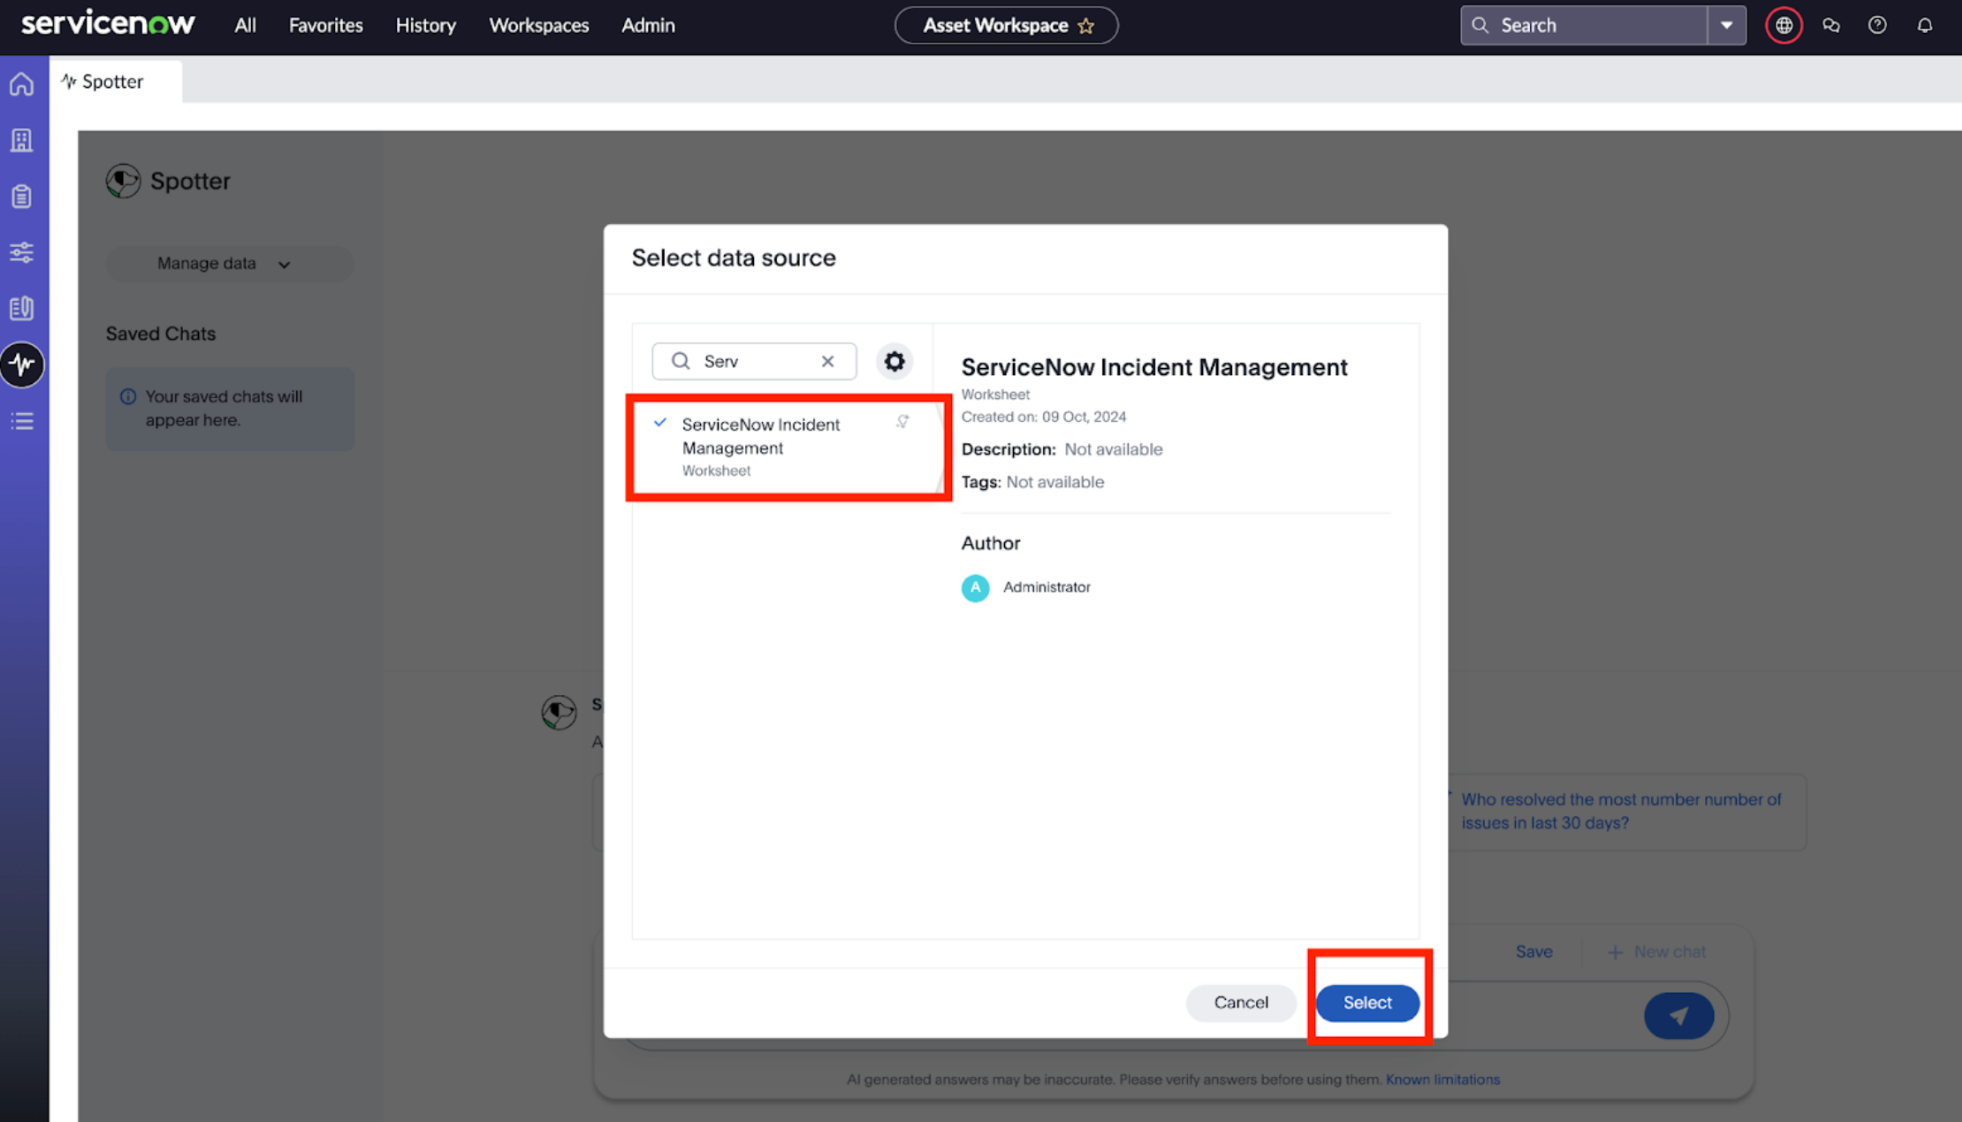 servicenow
All
Favorites
History
Workspaces
Admin
Asset Workspace
Search
Spotter
Spotter
Manage data
Saved Chats
Your saved chats will
appear here.
Select data source
Serv
ServiceNow Incident
Management
Worksheet
ServiceNow Incident Management
Worksheet
Created on: 09 Oct, 2024
Description: Not available
Tags: Not available
Author
A
Administrator
S
A
Who resolved the most number number of
issues in last 30 days?
Save
New chat
Cancel
Select
AI generated answers may be inaccurate. Please verify answers before using them. Known limitations